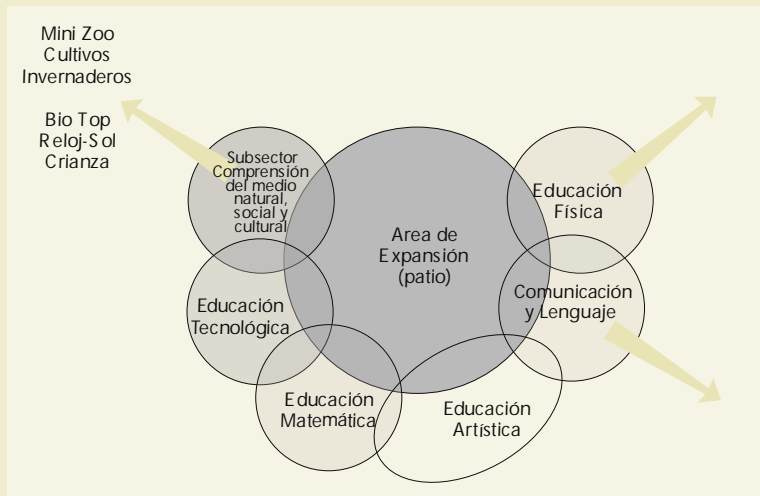 Mini Zoo
Cultivos
Invernaderos
Bio Top
Reloj-Sol
Crianza
Subsector
Comprensión
del medio
natural,
social y
cultural
Area de
Expansión
(patio)
Educación
Física
Comunicación
y Lenguaje
Educación
Tecnológica
Educación
Matemática
Educación
Artística